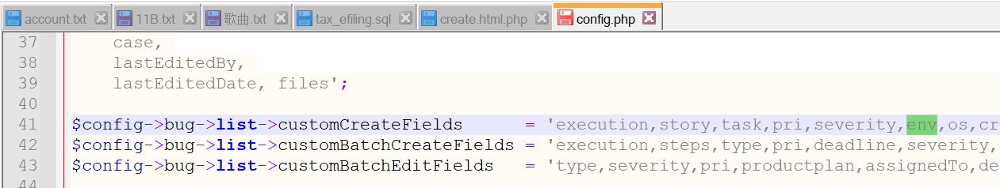 account.txt 11B.txt 歌曲.txt tax_efiling.sql create.html.php config.php
37 case,
38 lastEditedBy,
39 lastEditedDate, files';
40
41 $config->bug->list->customCreateFields = 'execution,story,task,pri,severity,env,os,cr
42 $config->bug->list->customBatchCreateFields = 'execution,steps,type,pri,deadline,severity,
43 $config->bug->list->customBatchEditFields = 'type,severity,pri,productplan,assignedTo,de
44